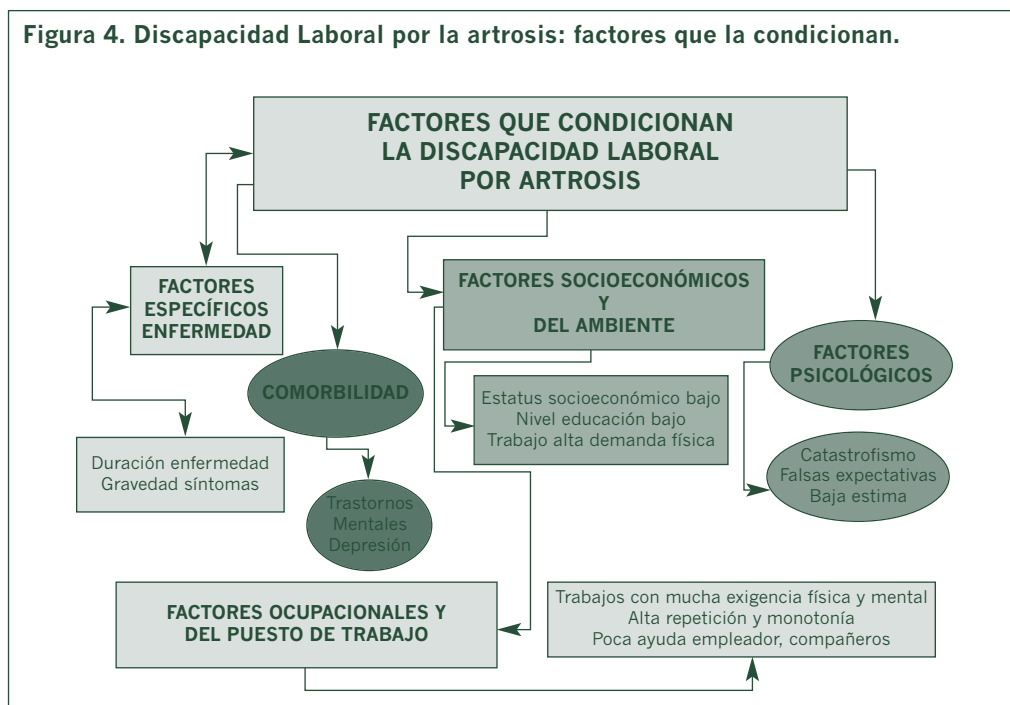 Figura 4. Discapacidad Laboral por la artrosis: factores que la condicionan.
FACTORES QUE CONDICIONAN
LA DISCAPACIDAD LABORAL
POR ARTROSIS
FACTORES
ESPECÍFICOS
ENFERMEDAD
Duración enfermedad
Gravedad síntomas
COMORBILIDAD
Trastornos
Mentales
Depresión
FACTORES SOCIOECONÓMICOS
Y
DEL AMBIENTE
Estatus socioeconómico bajo
Nivel educación bajo
Trabajo alta demanda física
FACTORES
PSICOLÓGICOS
Catastrofismo
Falsas expectativas
Baja estima
FACTORES OCUPACIONALES Y
DEL PUESTO DE TRABAJO
Trabajos con mucha exigencia física y mental
Alta repetición y monotonía
Poca ayuda empleador, compañeros